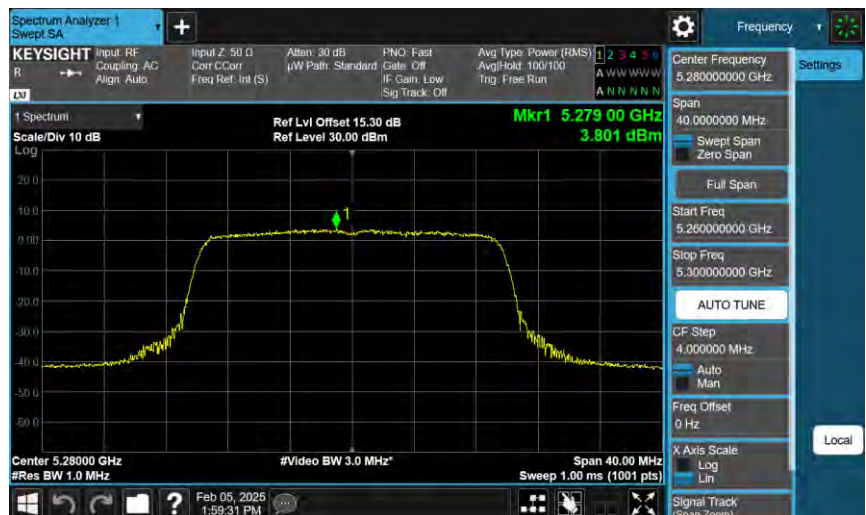 Spectrum Analyzer 1
Swept SA
+
Frequency
KEYSIGHT
R
LXI
Input: RF
Coupling: AC
Align: Auto
Input Z: 50 Ω
Corr CCorr
Freq Ref: Int (S)
Atten: 30 dB
µW Path: Standard
PNO: Fast
Gate: Off
IF Gain: Low
Sig Track: Off
Avg Type: Power (RMS)
Avg|Hold: 100/100
Trig: Free Run
1 2 3 4 5 6
A W W W W W
A N N N N N
1 Spectrum
Scale/Div 10 dB
Log
Ref Lvl Offset 15.30 dB
Ref Level 30.00 dBm
Mkr1 5.279 00 GHz
3.801 dBm
20.0
10.0
0.00
-10.0
-20.0
-30.0
-40.0
-50.0
-60.0
1
Center 5.28000 GHz
#Res BW 1.0 MHz
#Video BW 3.0 MHz*
Span 40.00 MHz
Sweep 1.00 ms (1001 pts)
Feb 05, 2025
1:59:31 PM
?
Center Frequency
5.280000000 GHz
Settings
Span
40.0000000 MHz
Swept Span
Zero Span
Full Span
Start Freq
5.260000000 GHz
Stop Freq
5.300000000 GHz
AUTO TUNE
CF Step
4.000000 MHz
Auto
Man
Freq Offset
0 Hz
X Axis Scale
Log
Lin
Local
Signal Track
(Span Zoom)